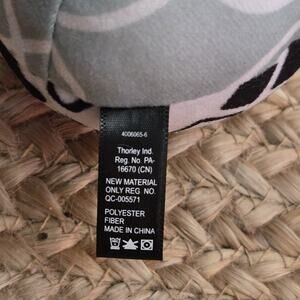 4006065-6
Thorley Ind.
Reg. No. PA-
16670 (CN)
NEW MATERIAL
ONLY REG NO.
QC-005571
POLYESTER
FIBER
MADE IN CHINA